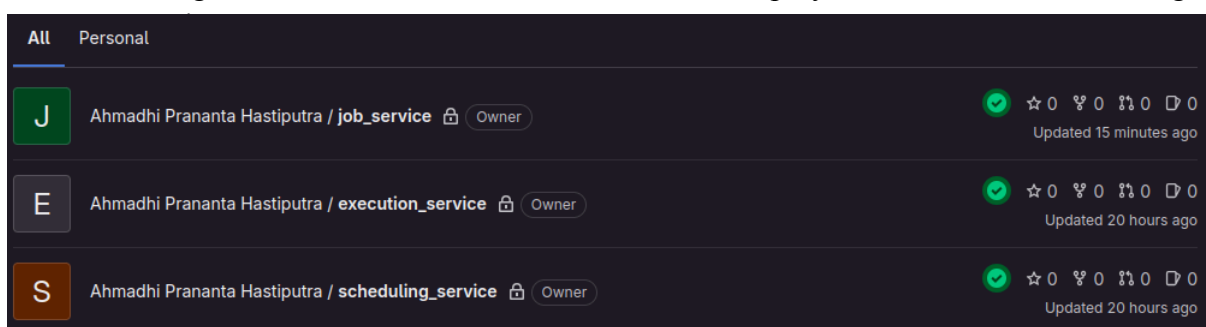 All Personal
J Ahmadhi Prananta Hastiputra / job_service Owner 0 0 0 0
Updated 15 minutes ago
E Ahmadhi Prananta Hastiputra / execution_service Owner 0 0 0 0
Updated 20 hours ago
S Ahmadhi Prananta Hastiputra / scheduling_service Owner 0 0 0 0
Updated 20 hours ago